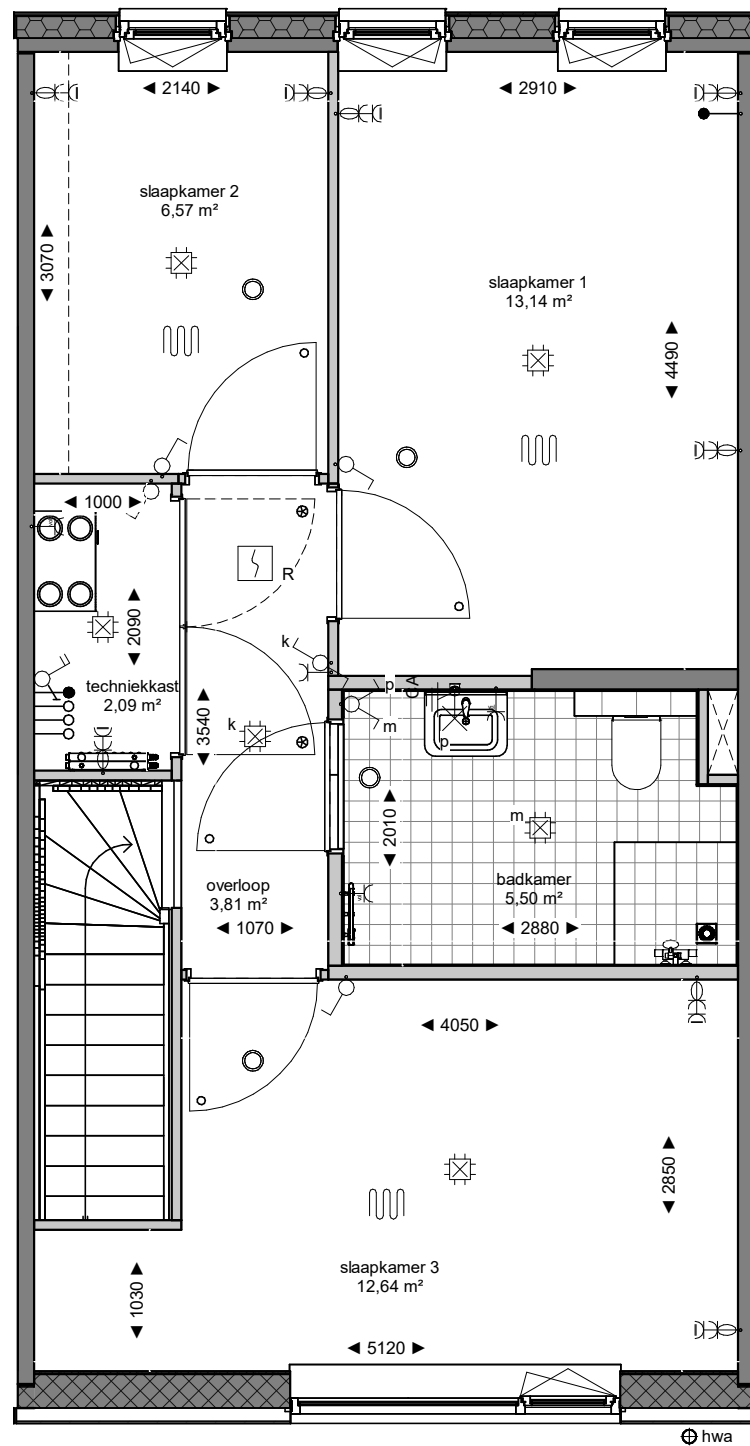 2140
2910
slaapkamer 2
6,57 m²
3070
slaapkamer 1
13,14 m²
4490
1000
R
2090
k
techniekkast
2,09 m²
3540
k
p
CA
m
p
m
2010
overloop
3,81 m²
1070
badkamer
5,50 m²
2880
4050
2850
slaapkamer 3
12,64 m²
1030
5120
hwa